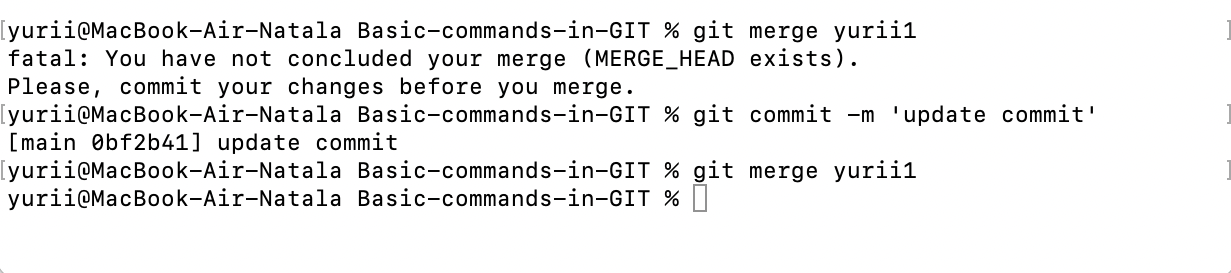 [yurii@MacBook-Air-Natala Basic-commands-in-GIT % git merge yurii1 ]
fatal: You have not concluded your merge (MERGE_HEAD exists).
Please, commit your changes before you merge.
[yurii@MacBook-Air-Natala Basic-commands-in-GIT % git commit -m 'update commit' ]
[main 0bf2b41] update commit
[yurii@MacBook-Air-Natala Basic-commands-in-GIT % git merge yurii1 ]
yurii@MacBook-Air-Natala Basic-commands-in-GIT %